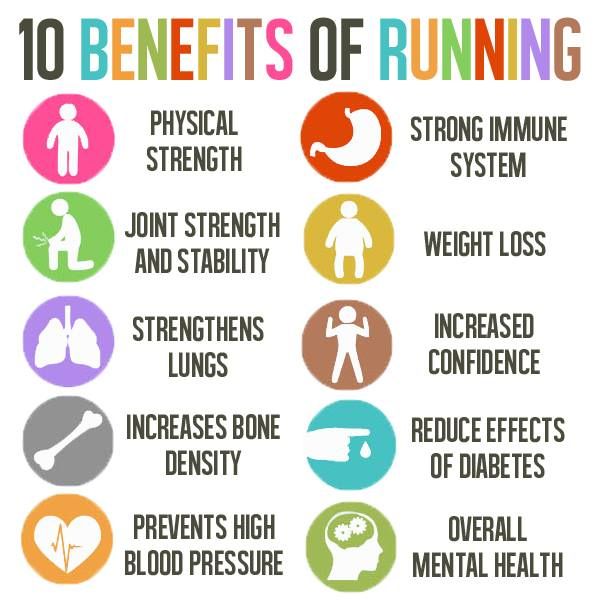 10 BENEFITS OF RUNNING
PHYSICAL
STRENGTH
JOINT STRENGTH
AND STABILITY
STRENGTHENS
LUNGS
INCREASES BONE
DENSITY
PREVENTS HIGH
BLOOD PRESSURE
STRONG IMMUNE
SYSTEM
WEIGHT LOSS
INCREASED
CONFIDENCE
REDUCE EFFECTS
OF DIABETES
OVERALL
MENTAL HEALTH